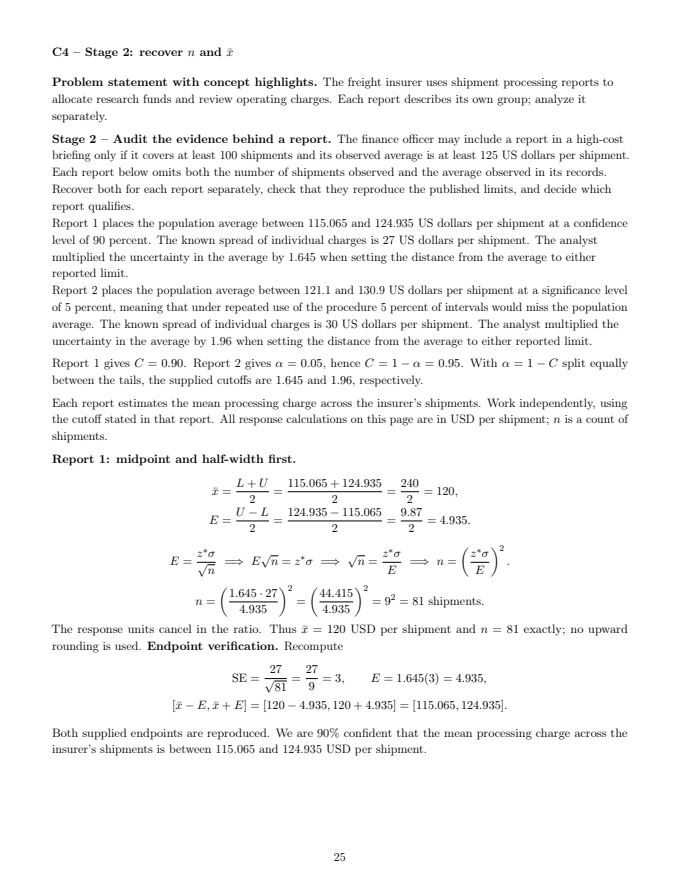 C4 – Stage 2: recover n and x̄
Problem statement with concept highlights. The freight insurer uses shipment processing reports to
allocate research funds and review operating charges. Each report describes its own group; analyze it
separately.
Stage 2 – Audit the evidence behind a report. The finance officer may include a report in a high-cost
briefing only if it covers at least 100 shipments and its observed average is at least 125 US dollars per shipment.
Each report below omits both the number of shipments observed and the average observed in its records.
Recover both for each report separately, check that they reproduce the published limits, and decide which
report qualifies.
Report 1 places the population average between 115.065 and 124.935 US dollars per shipment at a confidence
level of 90 percent. The known spread of individual charges is 27 US dollars per shipment. The analyst
multiplied the uncertainty in the average by 1.645 when setting the distance from the average to either
reported limit.
Report 2 places the population average between 121.1 and 130.9 US dollars per shipment at a significance level
of 5 percent, meaning that under repeated use of the procedure 5 percent of intervals would miss the population
average. The known spread of individual charges is 30 US dollars per shipment. The analyst multiplied the
uncertainty in the average by 1.96 when setting the distance from the average to either reported limit.
Report 1 gives C = 0.90. Report 2 gives α = 0.05, hence C = 1 − α = 0.95. With α = 1 − C split equally
between the tails, the supplied cutoffs are 1.645 and 1.96, respectively.
Each report estimates the mean processing charge across the insurer's shipments. Work independently, using
the cutoff stated in that report. All response calculations on this page are in USD per shipment; n is a count of
shipments.
Report 1: midpoint and half-width first.
x̄ = (L + U)/2 = (115.065 + 124.935)/2 = 240/2 = 120,
E = (U − L)/2 = (124.935 − 115.065)/2 = 9.87/2 = 4.935.
E = z*σ/√n ⟹ E√n = z*σ ⟹ √n = z*σ/E ⟹ n = (z*σ/E)².
n = (1.645 · 27/4.935)² = (44.415/4.935)² = 9² = 81 shipments.
The response units cancel in the ratio. Thus x̄ = 120 USD per shipment and n = 81 exactly; no upward
rounding is used. Endpoint verification. Recompute
SE = 27/√81 = 27/9 = 3, E = 1.645(3) = 4.935,
[x̄ − E, x̄ + E] = [120 − 4.935, 120 + 4.935] = [115.065, 124.935].
Both supplied endpoints are reproduced. We are 90% confident that the mean processing charge across the
insurer's shipments is between 115.065 and 124.935 USD per shipment.
25